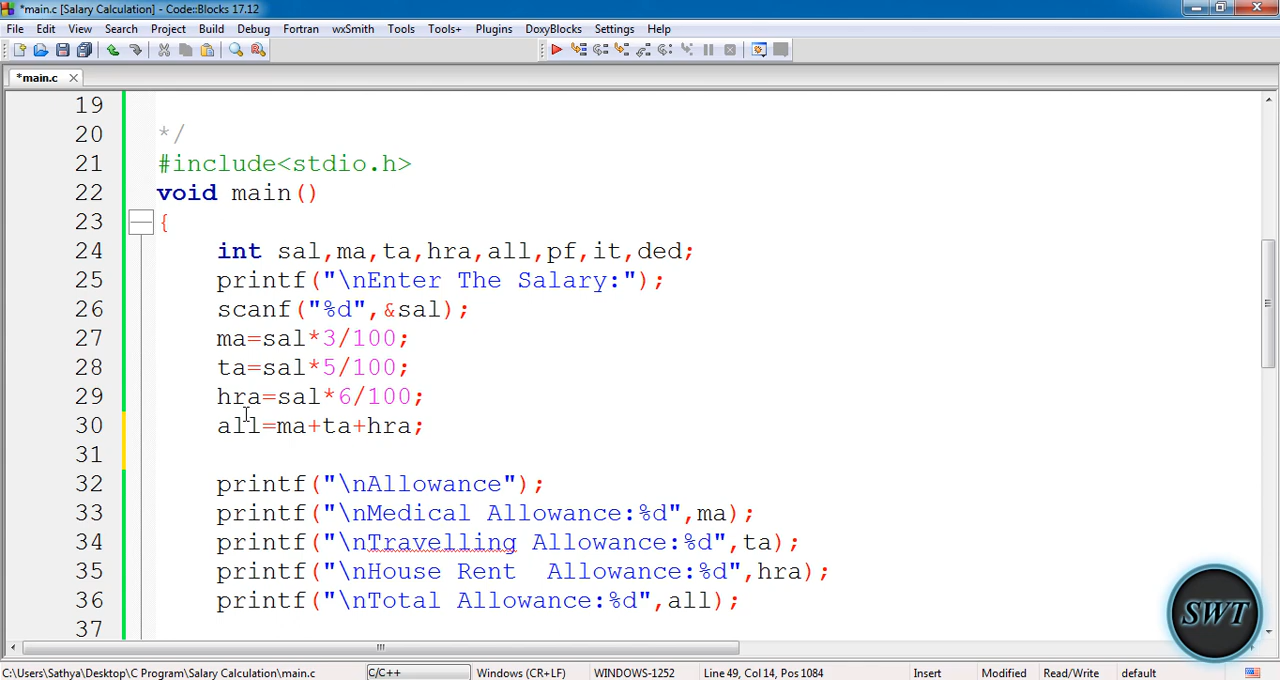 *main.c [Salary Calculation] - Code::Blocks 17.12
File Edit View Search Project Build Debug Fortran wxSmith Tools Tools+ Plugins DoxyBlocks Settings Help
*main.c
19
20 */
21 #include<stdio.h>
22 void main()
23 {
24 int sal,ma,ta,hra,all,pf,it,ded;
25 printf("\nEnter The Salary:");
26 scanf("%d",&sal);
27 ma=sal*3/100;
28 ta=sal*5/100;
29 hra=sal*6/100;
30 all=ma+ta+hra;
31
32 printf("\nAllowance");
33 printf("\nMedical Allowance:%d",ma);
34 printf("\nTravelling Allowance:%d",ta);
35 printf("\nHouse Rent  Allowance:%d",hra);
36 printf("\nTotal Allowance:%d",all);
37
SWT
C:\Users\Sathya\Desktop\C Program\Salary Calculation\main.c C/C++ Windows (CR+LF) WINDOWS-1252 Line 49, Col 14, Pos 1084 Insert Modified Read/Write default